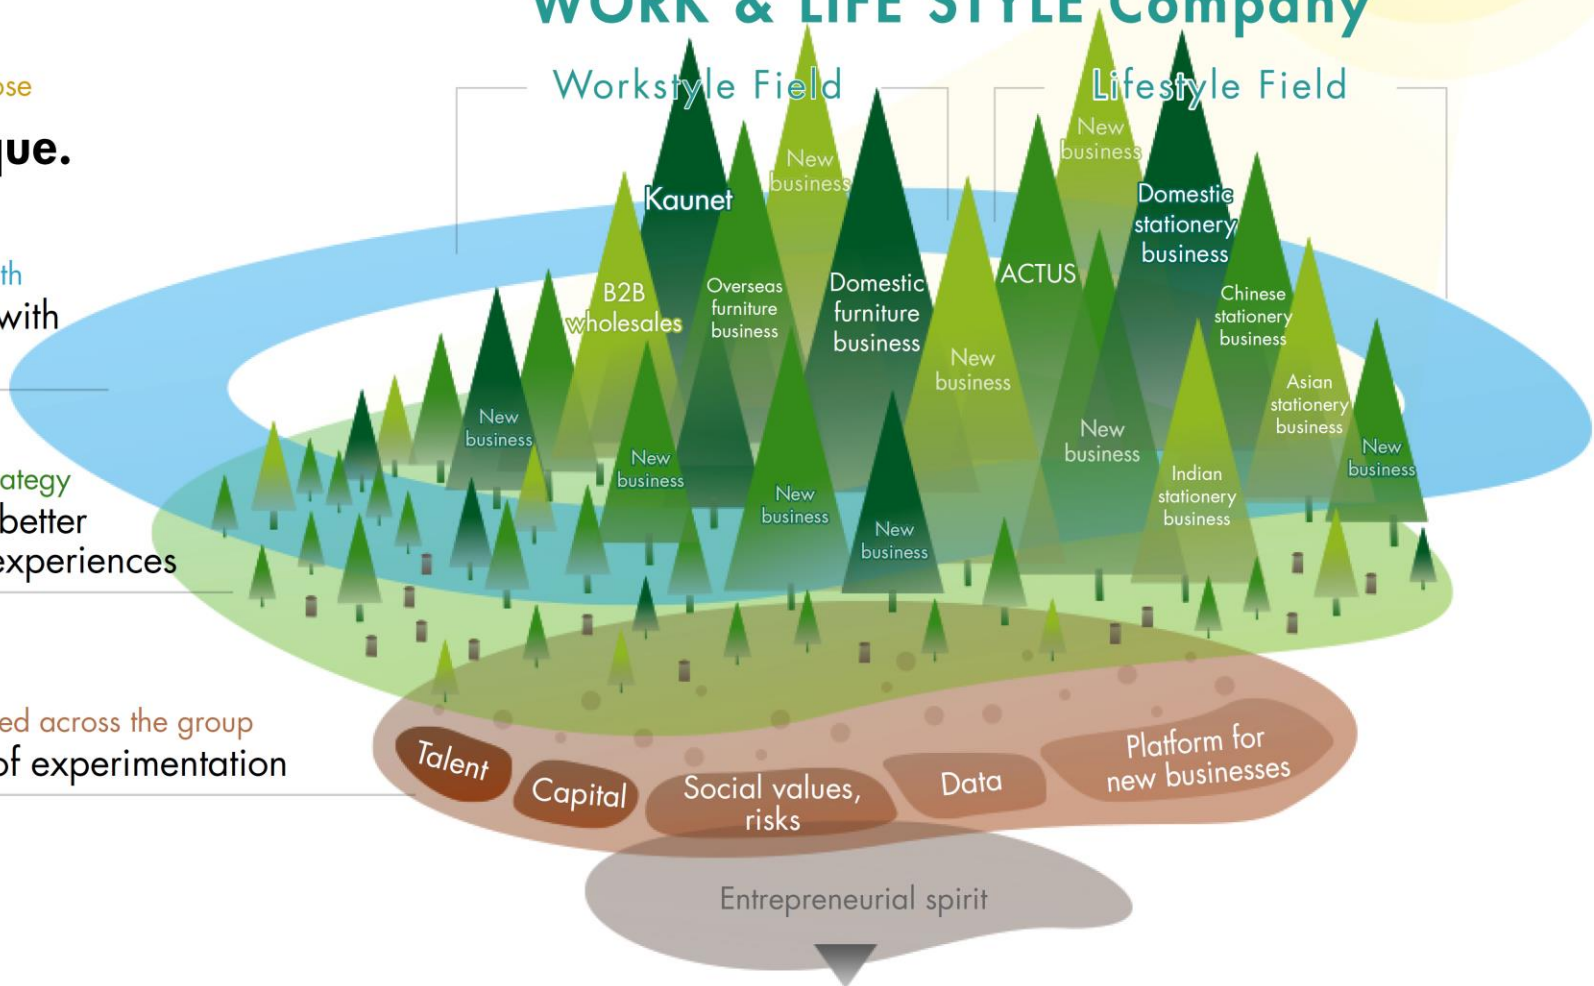 WORK & LIFE STYLE Company
Workstyle Field
Lifestyle Field
New
business
Kaunet
New
business
Domestic
stationery
business
B2B
wholesales
Overseas
furniture
business
Domestic
furniture
business
ACTUS
Chinese
stationery
business
New
business
Asian
stationery
business
New
business
New
business
New
business
New
business
New
business
Indian
stationery
business
New
business
que.
with
better
experiences
ed across the group
of experimentation
Talent
Capital
Social values,
risks
Data
Platform for
new businesses
Entrepreneurial spirit